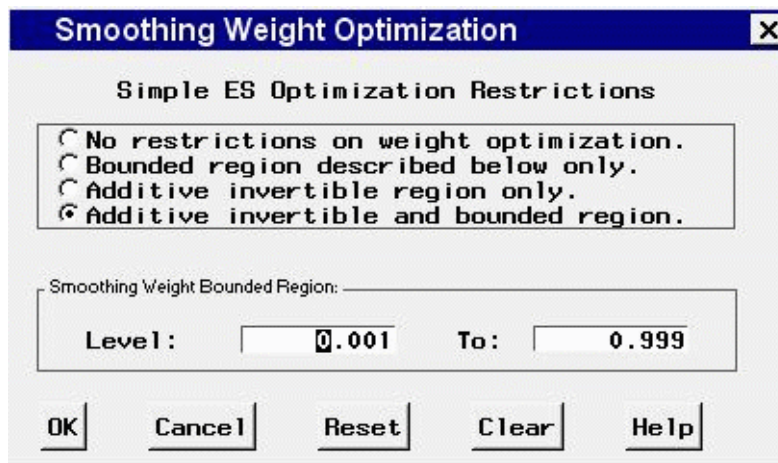 Smoothing Weight Optimization
Simple ES Optimization Restrictions
No restrictions on weight optimization.
Bounded region described below only.
Additive invertible region only.
Additive invertible and bounded region.
Smoothing Weight Bounded Region:
Level: 0.001 To: 0.999
OK Cancel Reset Clear Help